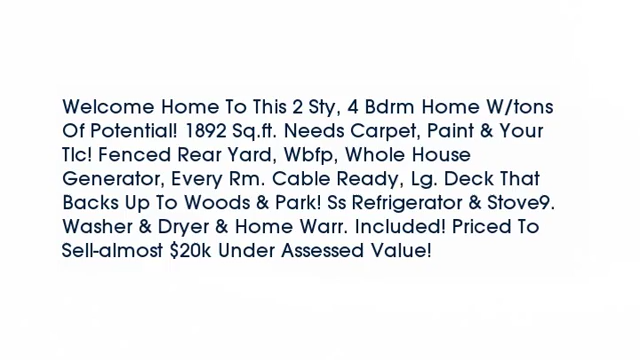 Welcome Home To This 2 Sty, 4 Bdrm Home W/tons
Of Potential! 1892 Sq.ft. Needs Carpet, Paint & Your
Tlc! Fenced Rear Yard, Wbfp, Whole House
Generator, Every Rm. Cable Ready, Lg. Deck That
Backs Up To Woods & Park! Ss Refrigerator & Stove9.
Washer & Dryer & Home Warr. Included! Priced To
Sell-almost $20k Under Assessed Value!